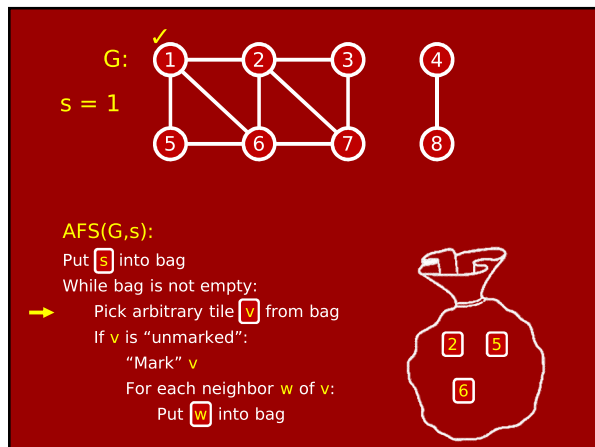 ✓
G: 1 2 3 4
s = 1
5 6 7 8
AFS(G,s):
Put s into bag
While bag is not empty:
Pick arbitrary tile v from bag
If v is “unmarked”:
“Mark” v
For each neighbor w of v:
Put w into bag
2 5
6